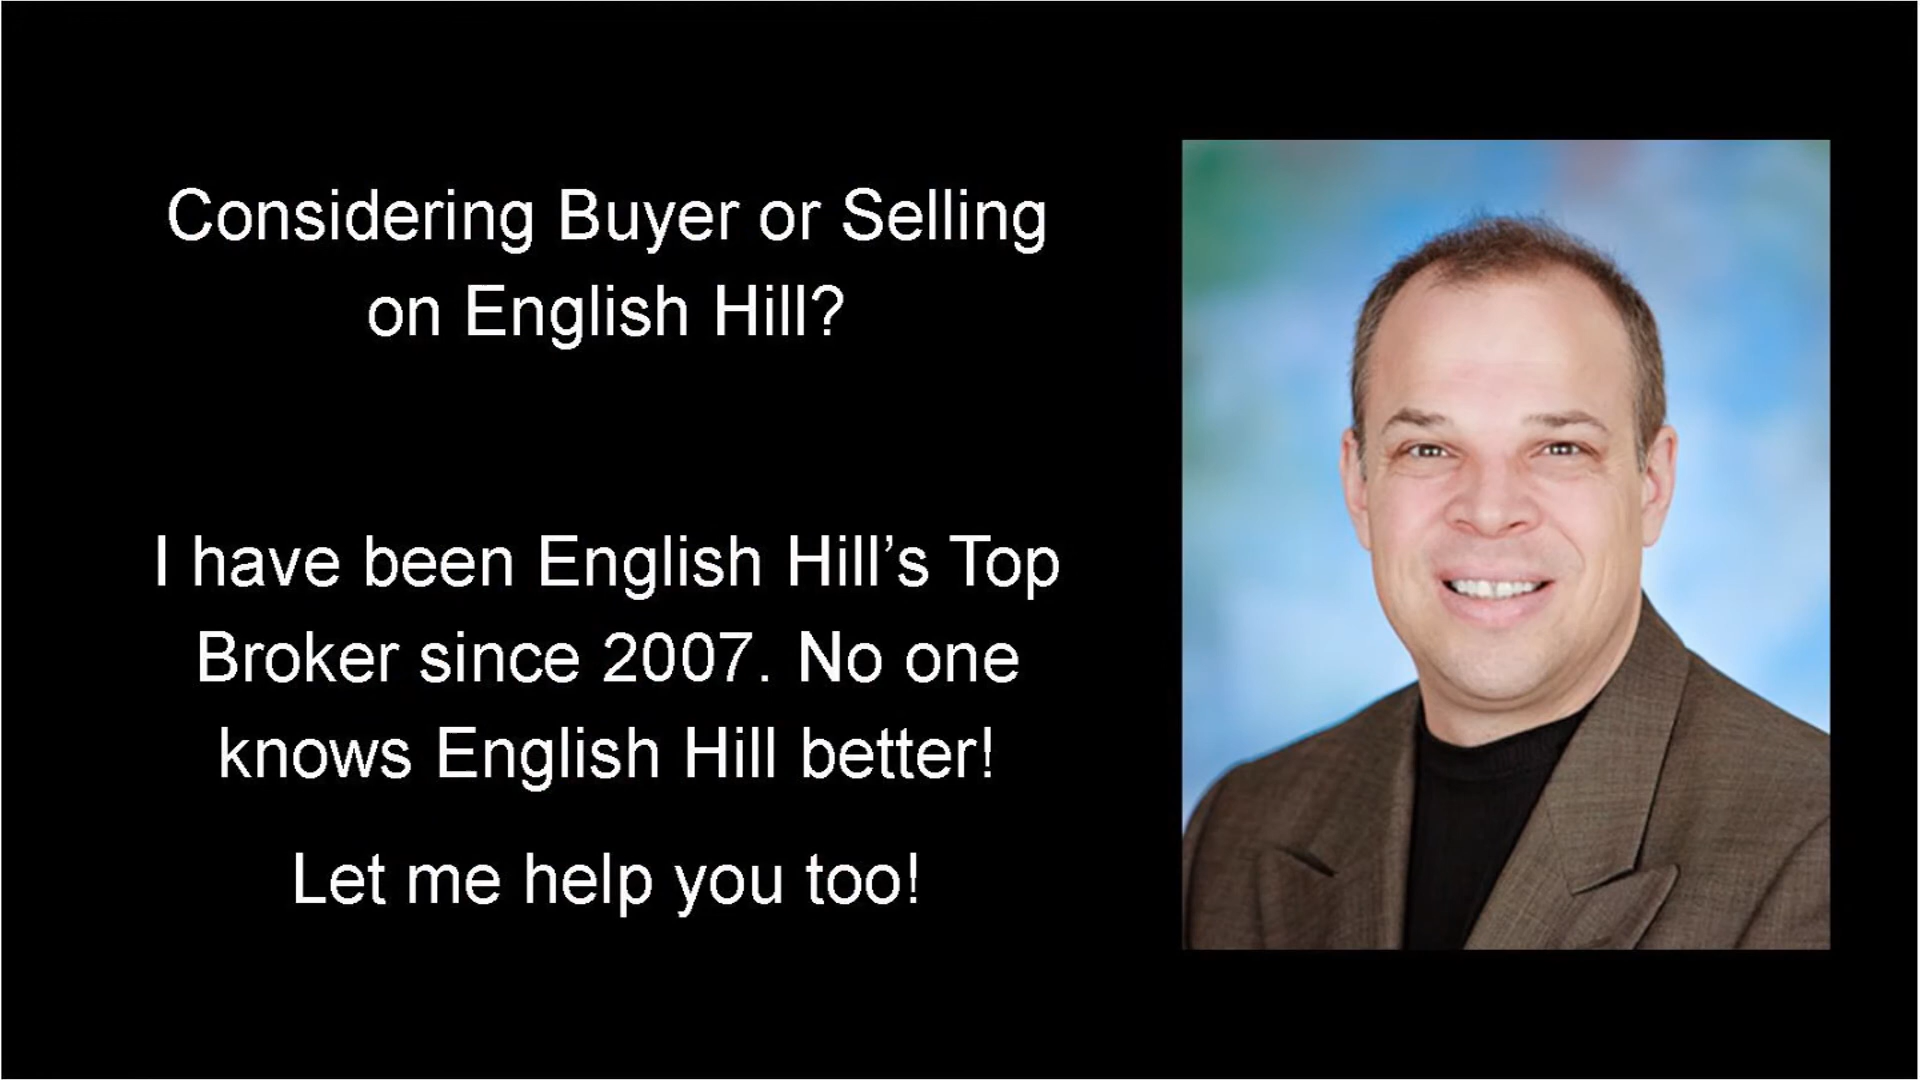 Considering Buyer or Selling
on English Hill?
I have been English Hill’s Top
Broker since 2007. No one
knows English Hill better!
Let me help you too!